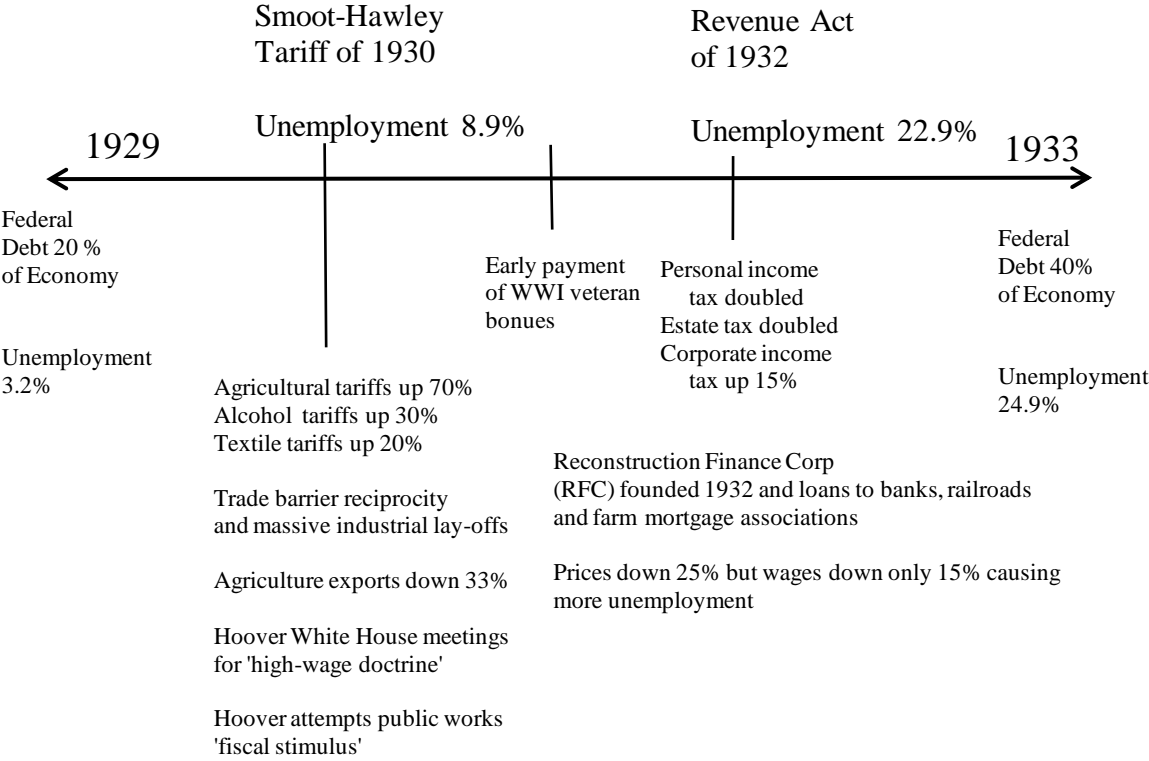 Smoot-Hawley
Tariff of 1930
Revenue Act
of 1932
Unemployment 8.9%
Unemployment 22.9%
1929
1933
Federal
Debt 20 %
of Economy
Unemployment
3.2%
Agricultural tariffs up 70%
Alcohol tariffs up 30%
Textile tariffs up 20%
Trade barrier reciprocity
and massive industrial lay-offs
Agriculture exports down 33%
Hoover White House meetings
for 'high-wage doctrine'
Hoover attempts public works
'fiscal stimulus'
Early payment
of WWI veteran
bonues
Personal income
tax doubled
Estate tax doubled
Corporate income
tax up 15%
Reconstruction Finance Corp
(RFC) founded 1932 and loans to banks, railroads
and farm mortgage associations
Prices down 25% but wages down only 15% causing
more unemployment
Federal
Debt 40%
of Economy
Unemployment
24.9%